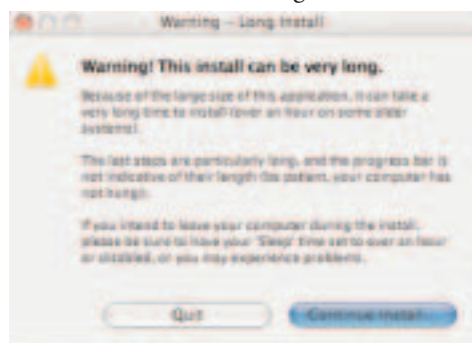 Warning – Long Install
Warning! This install can be very long.
Because of the large size of this application, it can take a
very long time to install (over an hour on some older
systems).
The last steps are particularly long, and the progress bar is
not indicative of their length (be patient, your computer has
not hung).
If you intend to leave your computer during the install,
please be sure to have your 'Sleep' time set to over an hour
or disabled, or you may experience problems.
Quit
Continue Install...